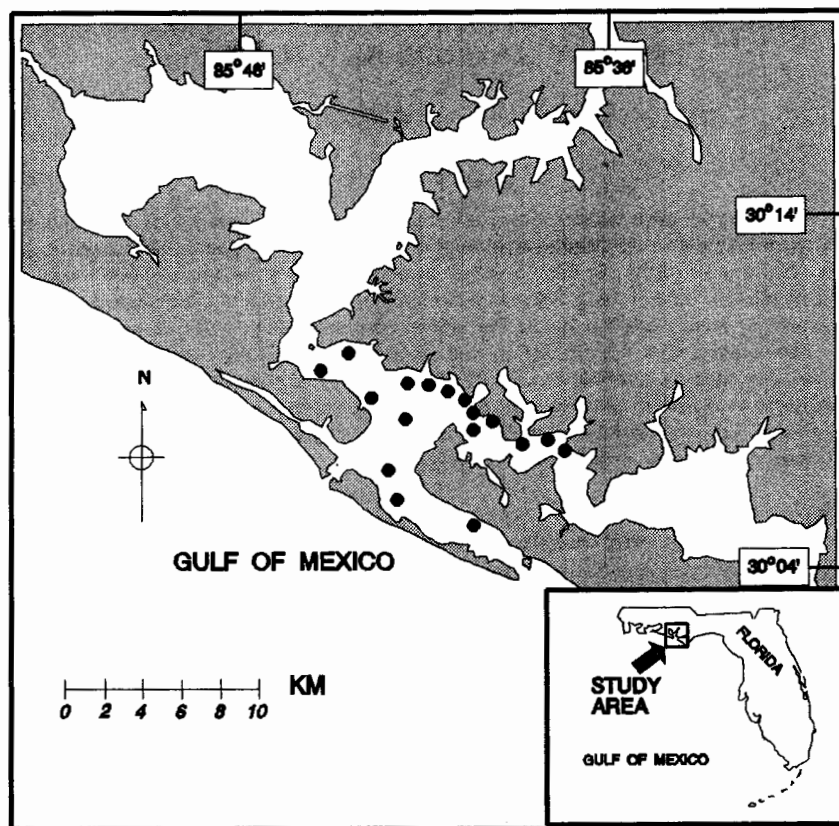 85°46'
85°36'
30°14'
N
GULF OF MEXICO
30°04'
KM
0 2 4 6 8 10
FLORIDA
STUDY
AREA
GULF OF MEXICO